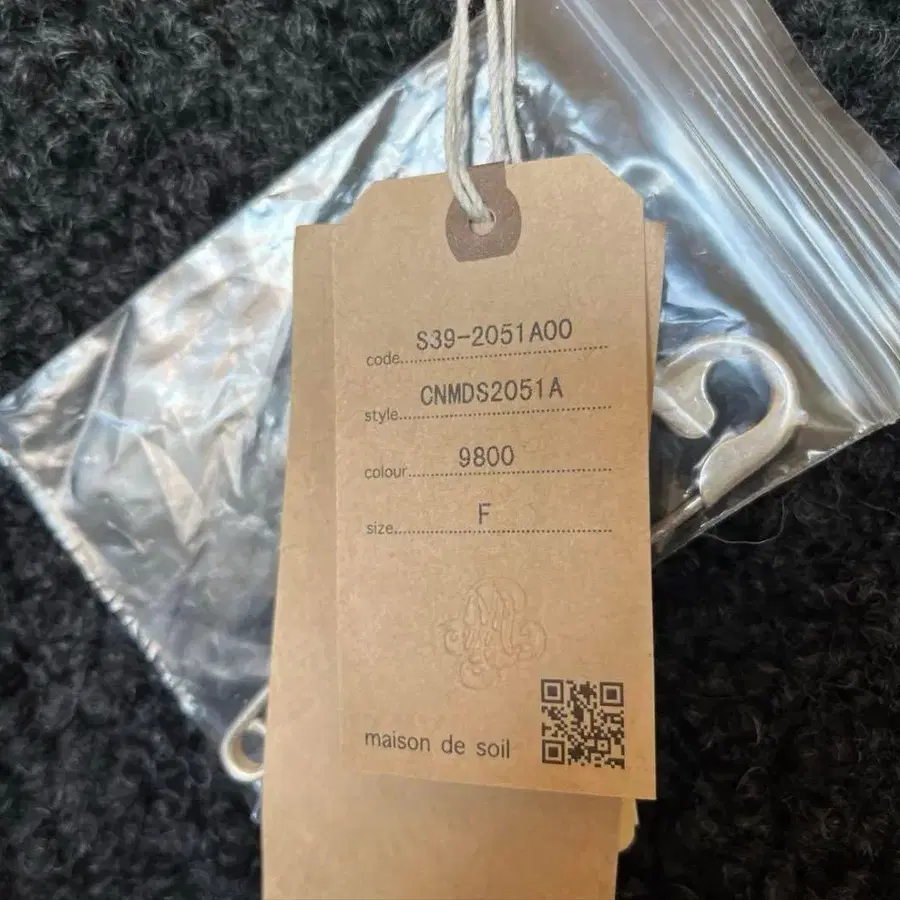 code S39-2051A00
style CNMDS2051A
colour 9800
size F
maison de soil